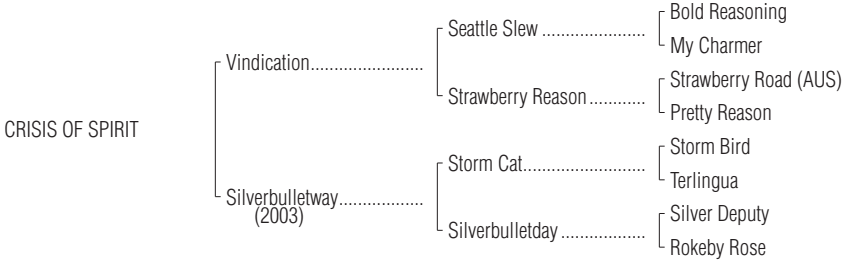 CRISIS OF SPIRIT
Vindication.......................
Silverbulletway..................
(2003)
Seattle Slew ......................
Strawberry Reason ............
Storm Cat.........................
Silverbulletday ..................
Bold Reasoning
My Charmer
Strawberry Road (AUS)
Pretty Reason
Storm Bird
Terlingua
Silver Deputy
Rokeby Rose